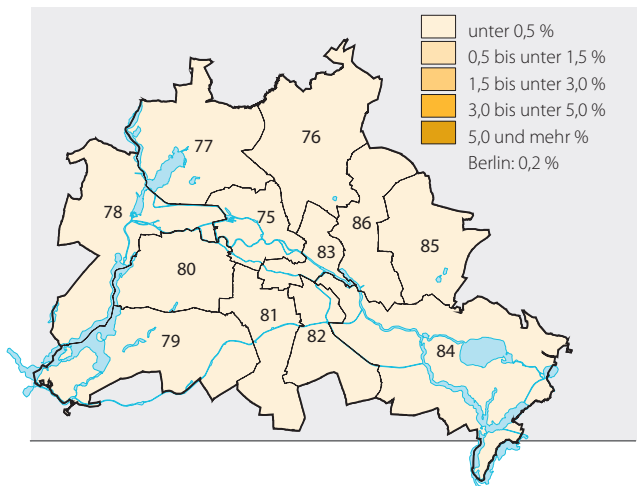 unter 0,5 %
0,5 bis unter 1,5 %
1,5 bis unter 3,0 %
3,0 bis unter 5,0 %
5,0 und mehr %
Berlin: 0,2 %
76
77
78
75
86
85
83
80
81
82
79
84